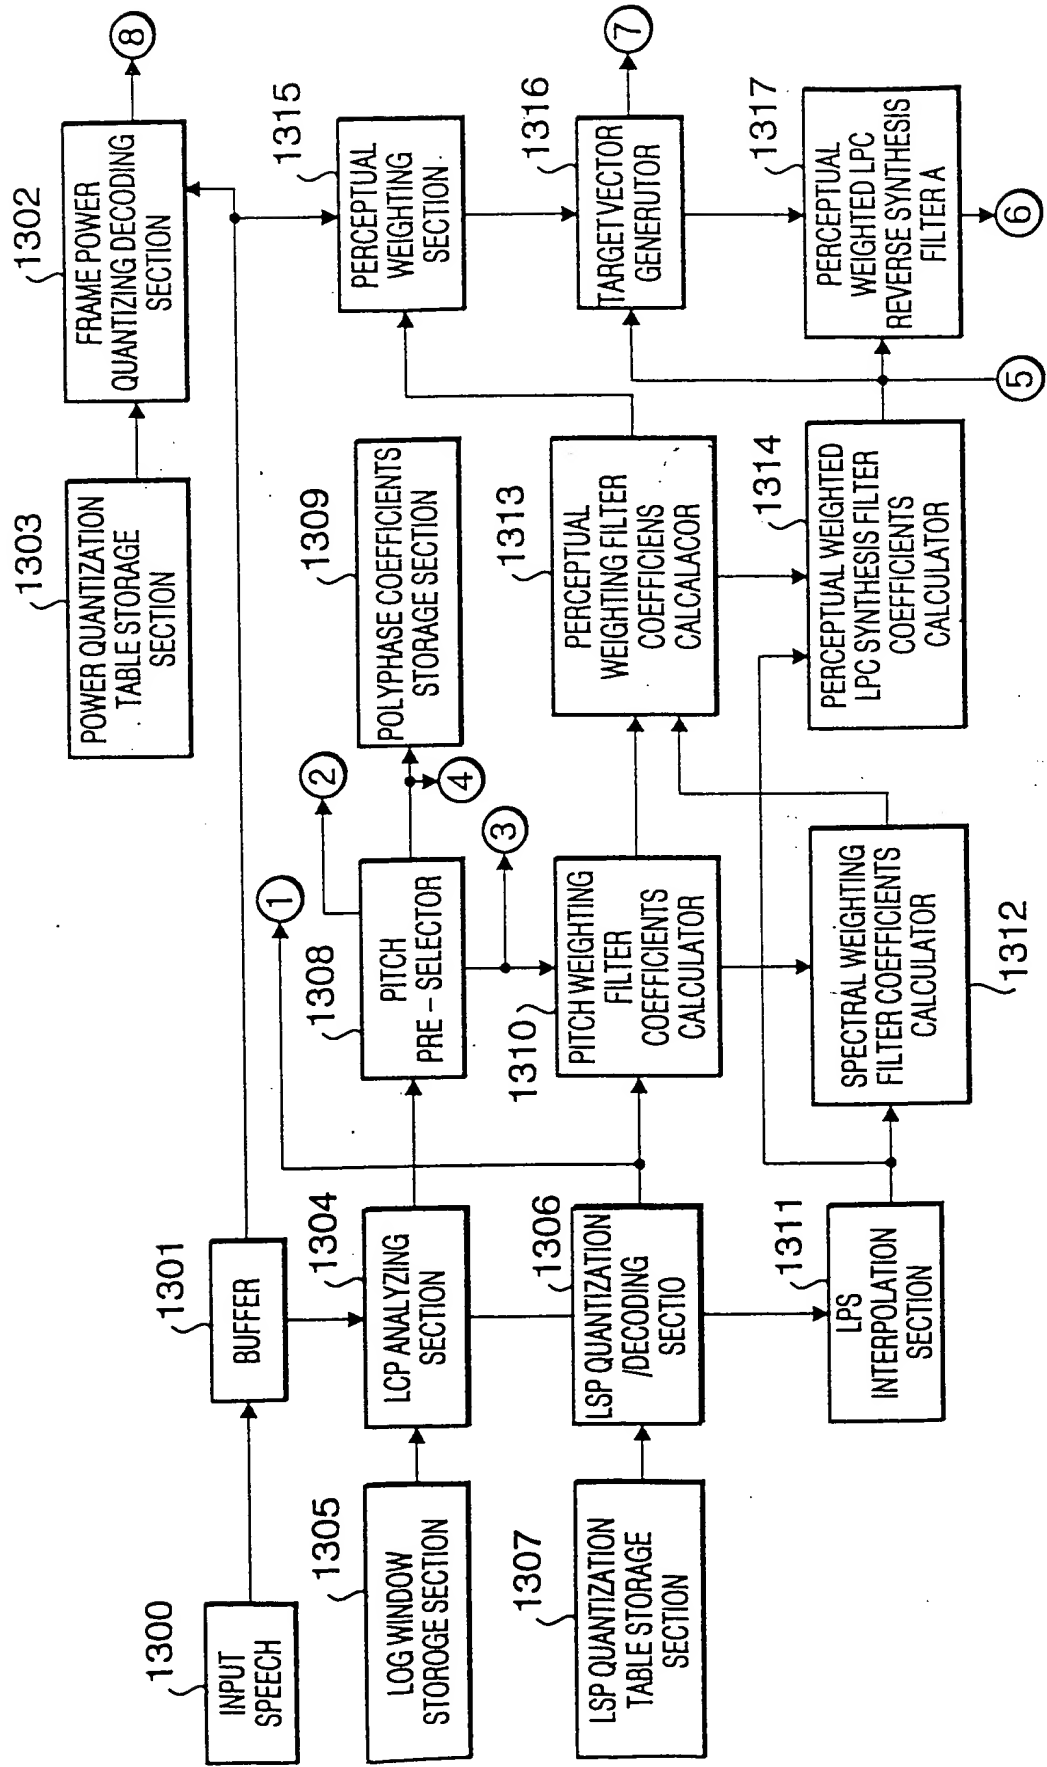 1303
POWER QUANTIZATION
TABLE STORAGE
SECTION
1302
FRAME POWER
QUANTIZING DECODING
SECTION
8
1300
INPUT
SPEECH
1301
BUFFER
1
2
1305
LOG WINDOW
STOROGE SECTION
1304
LCP ANALYZING
SECTION
1308
PITCH
PRE - SELECTOR
4
1309
POLYPHASE COEFFICIENTS
STORAGE SECTION
1315
PERCEPTUAL
WEIGHTING
SECTION
3
1307
LSP QUANTIZATION
TABLE STORAGE
SECTION
1306
LSP QUANTIZATION
/DECODING
SECTIO
1310
PITCH WEIGHTING
FILTER
COEFFICIENTS
CALCULATOR
1313
PERCEPTUAL
WEIGHTING FILTER
COEFFICIENS
CALCALACOR
1316
TARGET VECTOR
GENERUTOR
7
1311
LPS
INTERPOLATION
SECTION
SPECTRAL WEIGHTING
FILTER COEFFICIENTS
CALCULATOR
1312
1314
PERCEPTUAL WEIGHTED
LPC SYNTHESIS FILTER
COEFFICIENTS
CALCULATOR
1317
PERCEPTUAL
WEIGHTED LPC
REVERSE SYNTHESIS
FILTER A
5
6